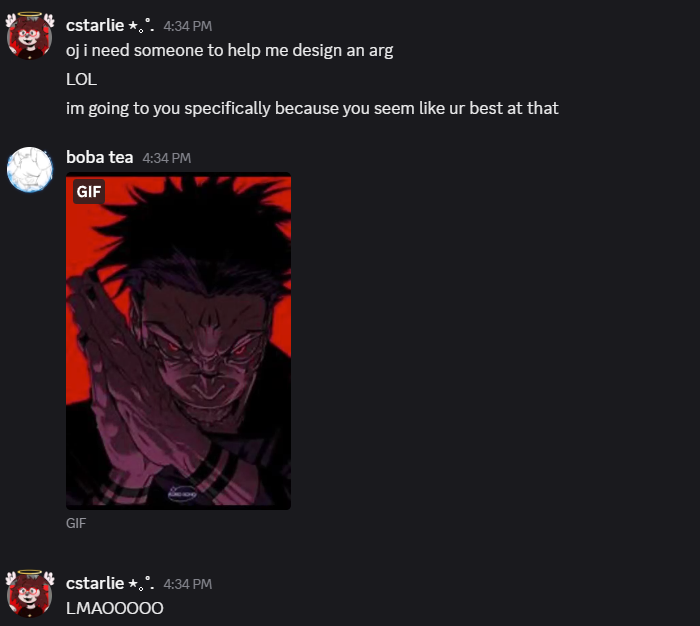 cstarlie ⋆｡˚. 4:34 PM
oj i need someone to help me design an arg
LOL
im going to you specifically because you seem like ur best at that
boba tea 4:34 PM
GIF
GIF
cstarlie ⋆｡˚. 4:34 PM
LMAOOOOO